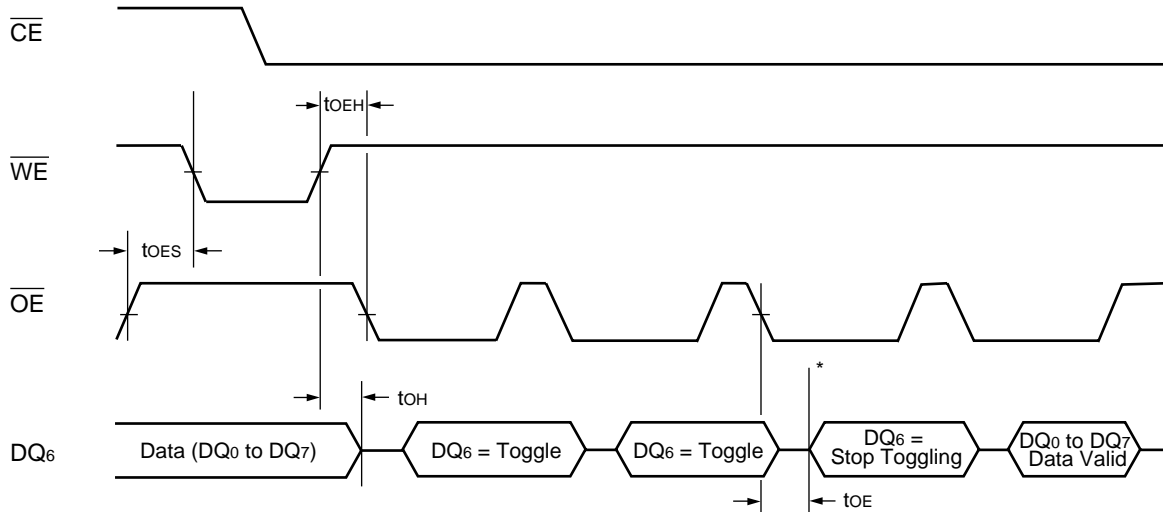 CE
tOEH
WE
tOES
OE
*
tOH
DQ6
Data (DQ0 to DQ7)
DQ6 = Toggle
DQ6 = Toggle
DQ6 =
Stop Toggling
DQ0 to DQ7
Data Valid
tOE